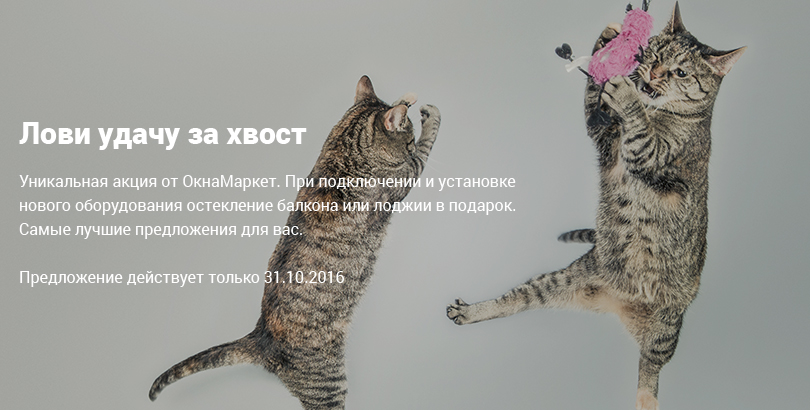 Лови удачу за хвост
Уникальная акция от ОкнаМаркет. При подключении и установке
нового оборудования остекление балкона или лоджии в подарок.
Самые лучшие предложения для вас.
Предложение действует только 31.10.2016